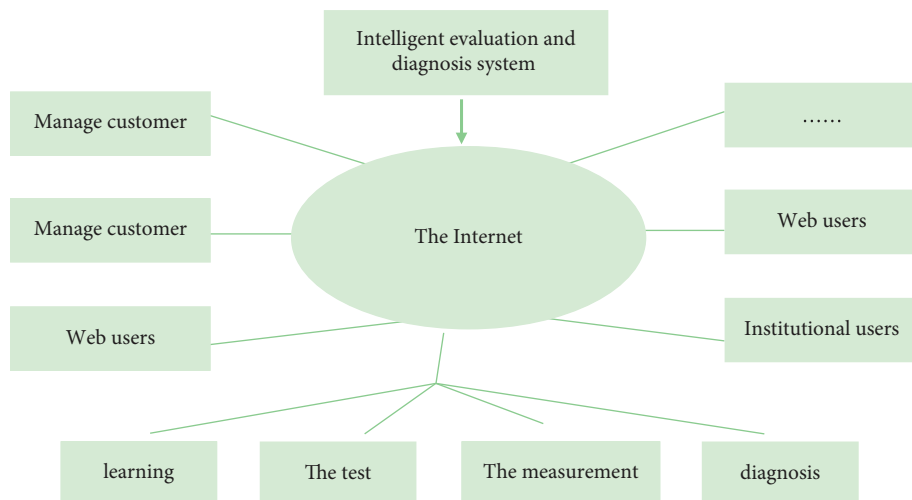 Intelligent evaluation and
diagnosis system
Manage customer
……
Manage customer
The Internet
Web users
Web users
Institutional users
learning
The test
The measurement
diagnosis